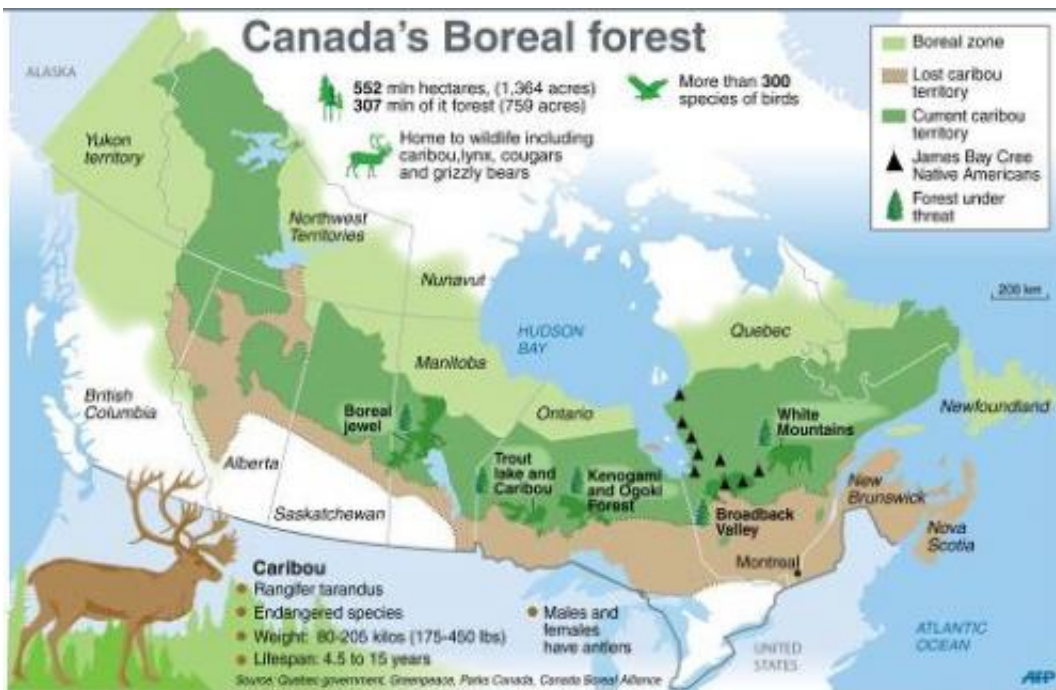 Canada's Boreal forest
552 mln hectares, (1,364 acres)
307 mln of it forest (759 acres)
More than 300
species of birds
Home to wildlife including
caribou,lynx, cougars
and grizzly bears
Boreal zone
Lost caribou
territory
Current caribou
territory
James Bay Cree
Native Americans
Forest under
threat
200 km
ALASKA
Yukon
territory
Northwest
Territories
Nunavut
HUDSON
BAY
Quebec
Manitoba
British
Columbia
Ontario
Newfoundland
Boreal
jewel
White
Mountains
Alberta
Trout
lake and
Caribou
Kenogami
and Ogoki
Forest
New
Brunswick
Saskatchewan
Broadback
Valley
Nova
Scotia
Montreal
Caribou
Rangifer tarandus
Endangered species
Weight: 80-205 kilos (175-450 lbs)
Lifespan: 4.5 to 15 years
Males and
females
have antlers
UNITED
STATES
ATLANTIC
OCEAN
Source: Quebec government, Greenpeace, Parks Canada, Canada Boreal Alliance
AFP